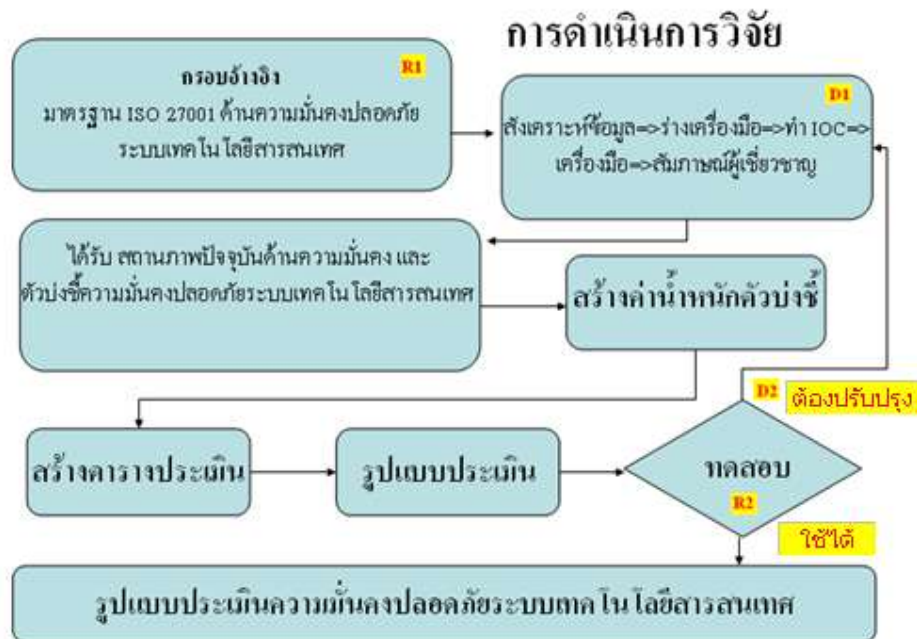 การดำเนินการวิจัย
กรอบอ้างอิง
R1
มาตรฐาน ISO 27001 ด้านความมั่นคงปลอดภัย
ระบบเทคโนโลยีสารสนเทศ
D1
สังเคราะห์ข้อมูล=>ร่างเครื่องมือ=>ทำ IOC=>
เครื่องมือ=>สัมภาษณ์ผู้เชี่ยวชาญ
ได้รับ สถานภาพปัจจุบันด้านความมั่นคง และ
ตัวบ่งชี้ความมั่นคงปลอดภัยระบบเทคโนโลยีสารสนเทศ
สร้างค่าน้ำหนักตัวบ่งชี้
สร้างตารางประเมิน
รูปแบบประเมิน
D2
ต้องปรับปรุง
ทดสอบ
R2
ใช้ได้
รูปแบบประเมินความมั่นคงปลอดภัยระบบเทคโนโลยีสารสนเทศ